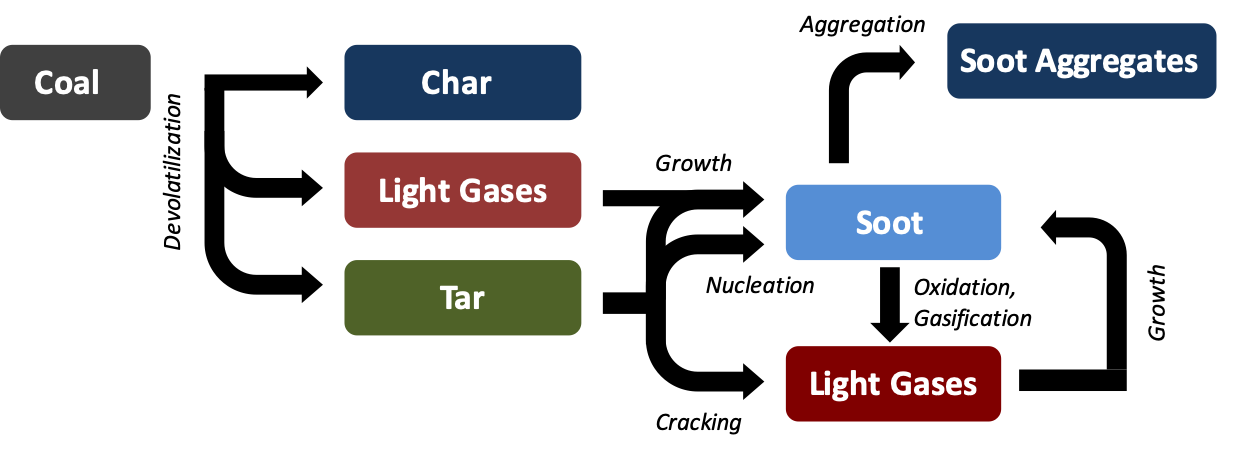 Aggregation
Soot Aggregates
Coal
Char
Devolatilization
Growth
Light Gases
Soot
Nucleation
Tar
Oxidation,
Gasification
Growth
Light Gases
Cracking